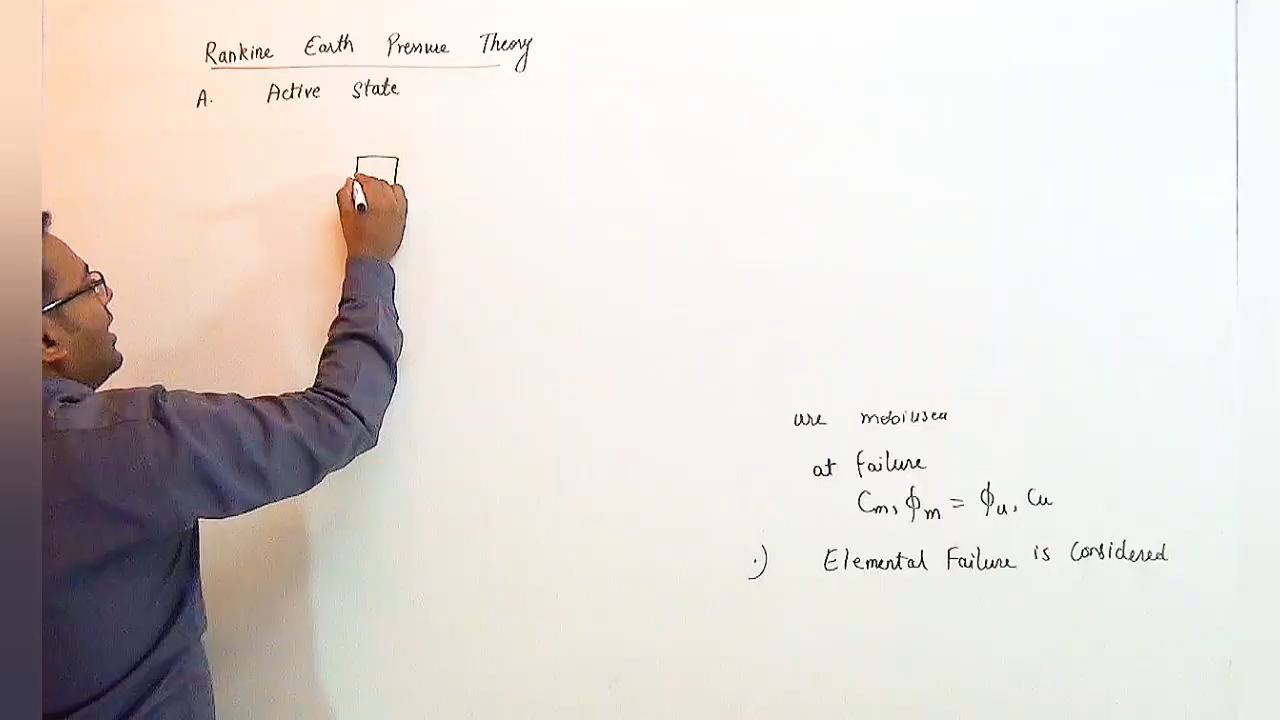 Rankine Earth Pressure Theory
A. Active State
are mobilised
at failure
Cm, ϕm = ϕu, Cu
.) Elemental Failure is Considered